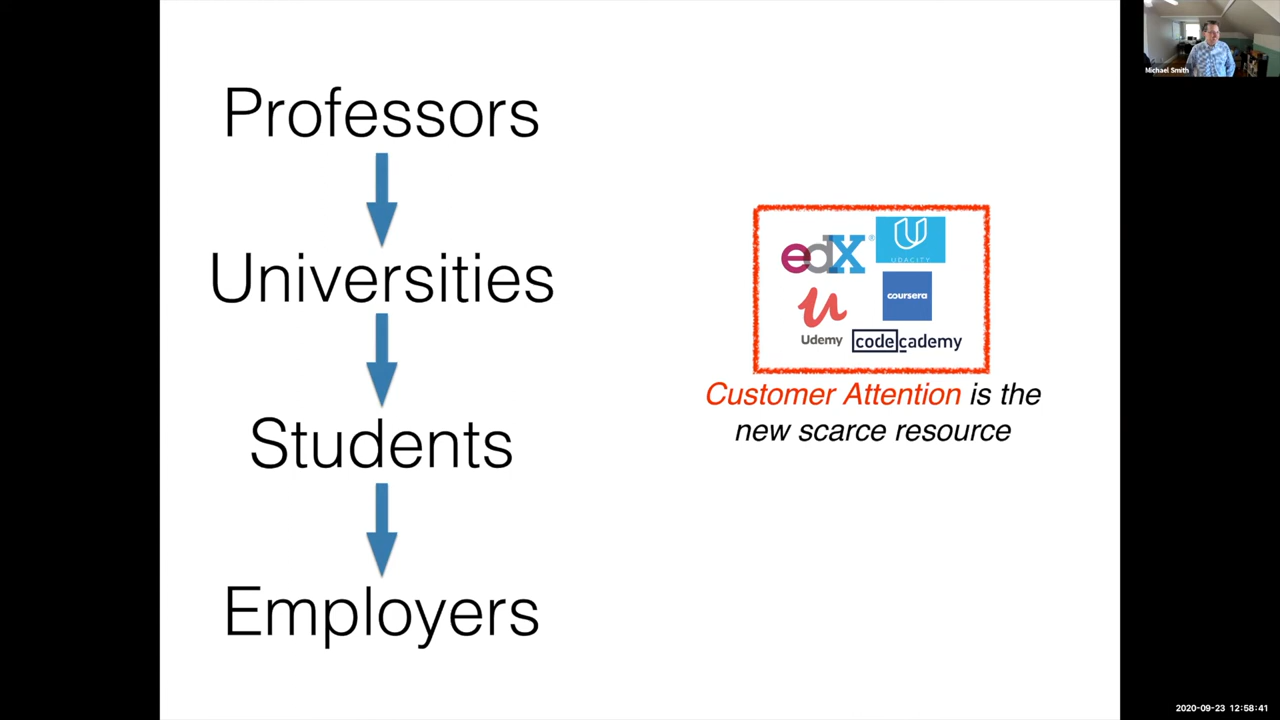 Professors
Universities
Students
Employers
edX®
UDACITY
Udemy
coursera
codecademy
Customer Attention is the
new scarce resource
Michael Smith
2020-09-23 12:58:41